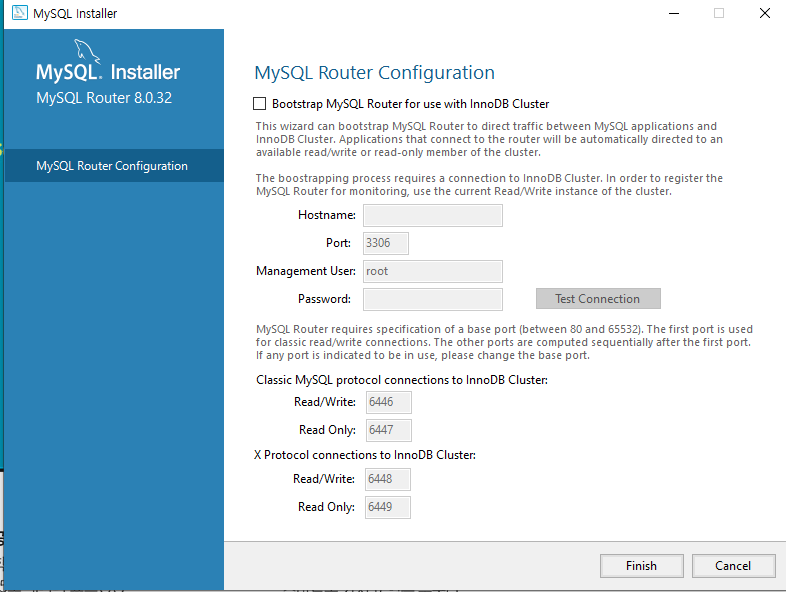 MySQL Installer
MySQL. Installer
MySQL Router 8.0.32
MySQL Router Configuration
MySQL Router Configuration
Bootstrap MySQL Router for use with InnoDB Cluster
This wizard can bootstrap MySQL Router to direct traffic between MySQL applications and
InnoDB Cluster. Applications that connect to the router will be automatically directed to an
available read/write or read-only member of the cluster.
The boostrapping process requires a connection to InnoDB Cluster. In order to register the
MySQL Router for monitoring, use the current Read/Write instance of the cluster.
Hostname:
Port: 3306
Management User: root
Password:
Test Connection
MySQL Router requires specification of a base port (between 80 and 65532). The first port is used
for classic read/write connections. The other ports are computed sequentially after the first port.
If any port is indicated to be in use, please change the base port.
Classic MySQL protocol connections to InnoDB Cluster:
Read/Write: 6446
Read Only: 6447
X Protocol connections to InnoDB Cluster:
Read/Write: 6448
Read Only: 6449
Finish Cancel